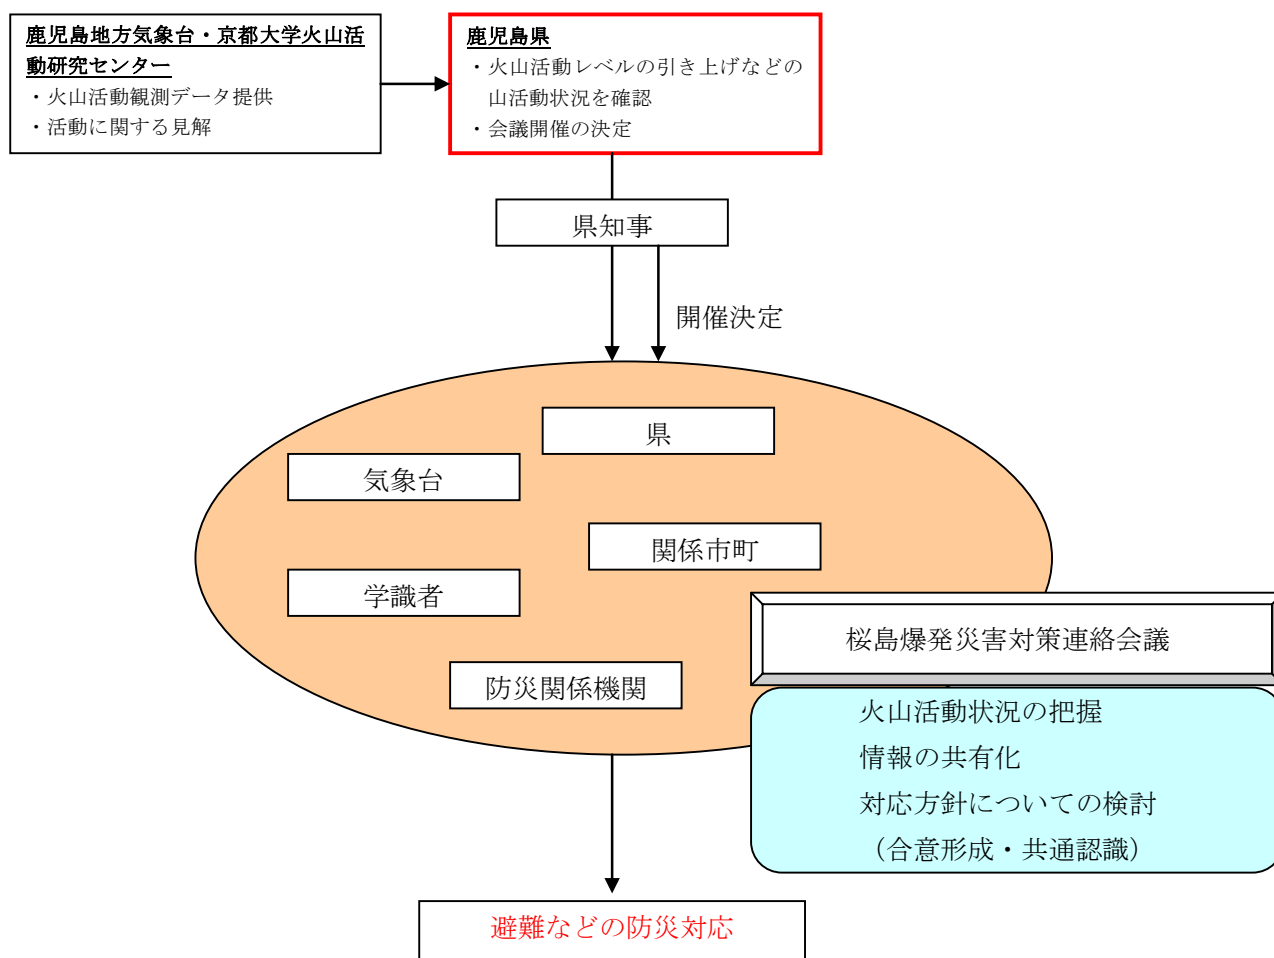 鹿児島地方気象台・京都大学火山活
動研究センター
・火山活動観測データ提供
・活動に関する見解
鹿児島県
・火山活動レベルの引き上げなどの
山活動状況を確認
・会議開催の決定
県知事
開催決定
県
気象台
関係市町
学識者
防災関係機関
桜島爆発災害対策連絡会議
火山活動状況の把握
情報の共有化
対応方針についての検討
（合意形成・共通認識）
避難などの防災対応